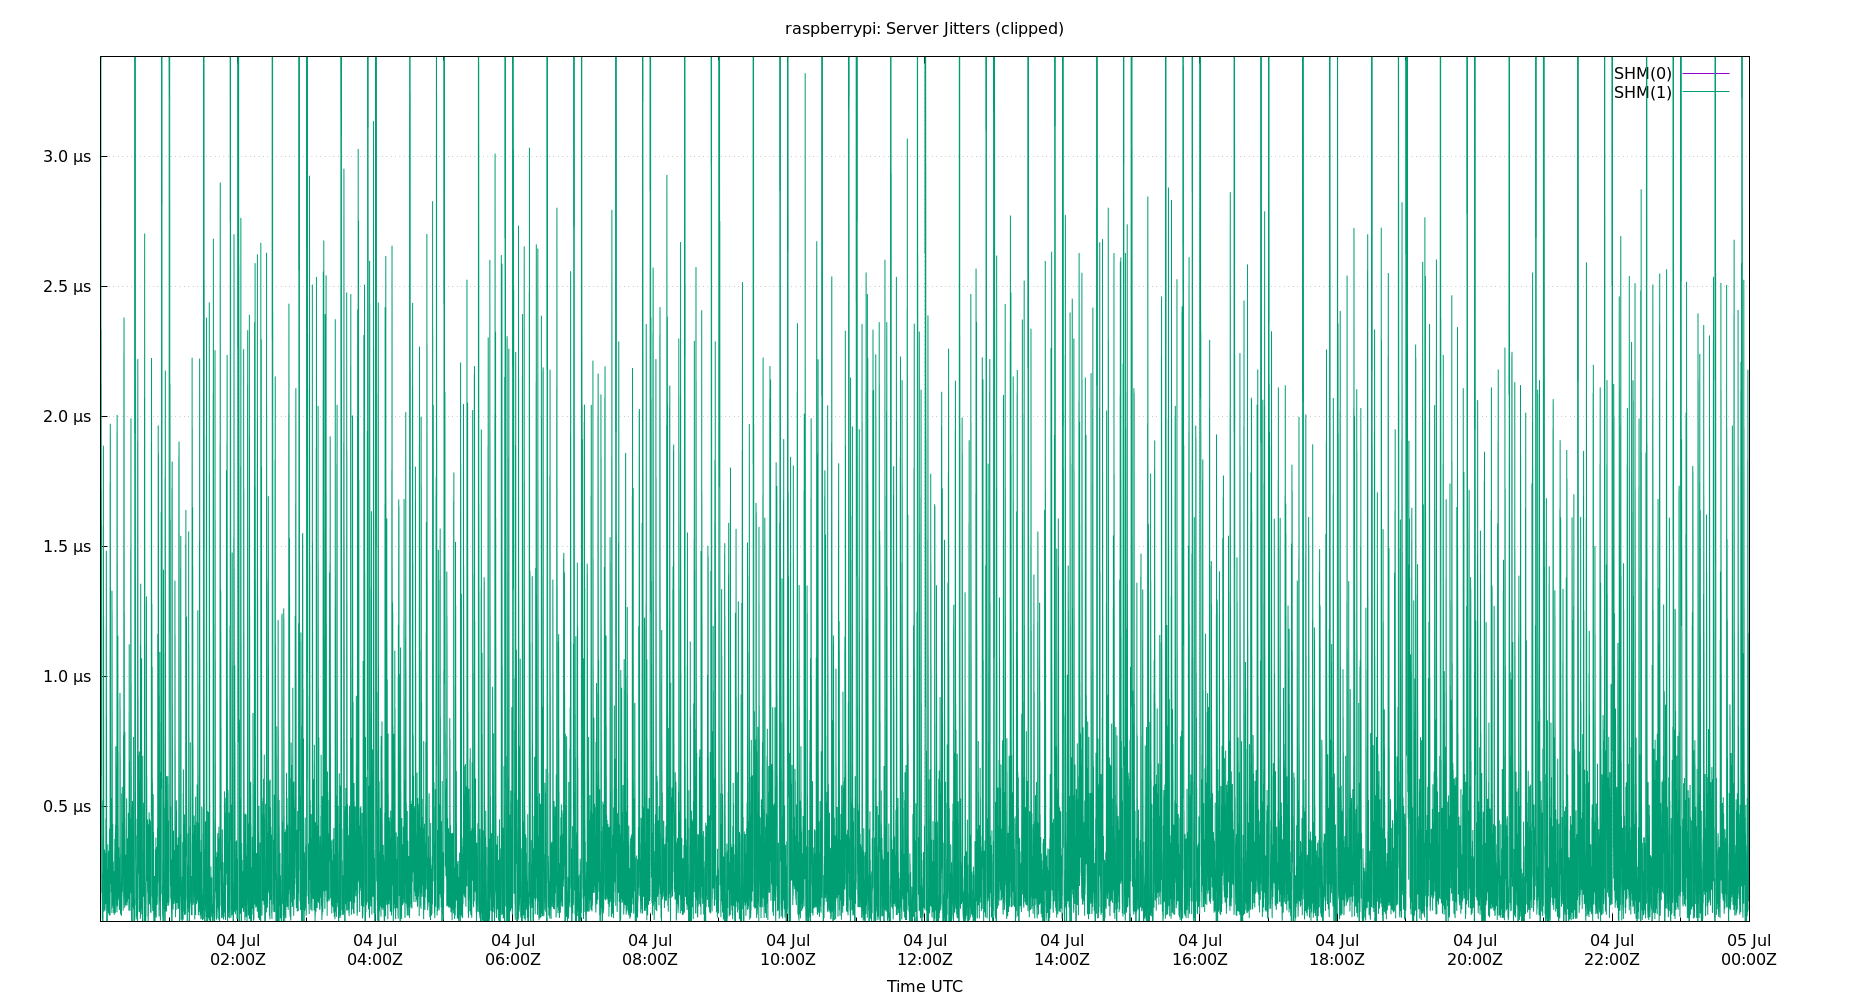 raspberrypi: Server Jitters (clipped)
SHM(0)
SHM(1)
3.0 µs
2.5 µs
2.0 µs
1.5 µs
1.0 µs
0.5 µs
04 Jul 04 Jul 04 Jul 04 Jul 04 Jul 04 Jul 04 Jul 04 Jul 04 Jul 04 Jul 04 Jul 05 Jul
02:00Z 04:00Z 06:00Z 08:00Z 10:00Z 12:00Z 14:00Z 16:00Z 18:00Z 20:00Z 22:00Z 00:00Z
Time UTC